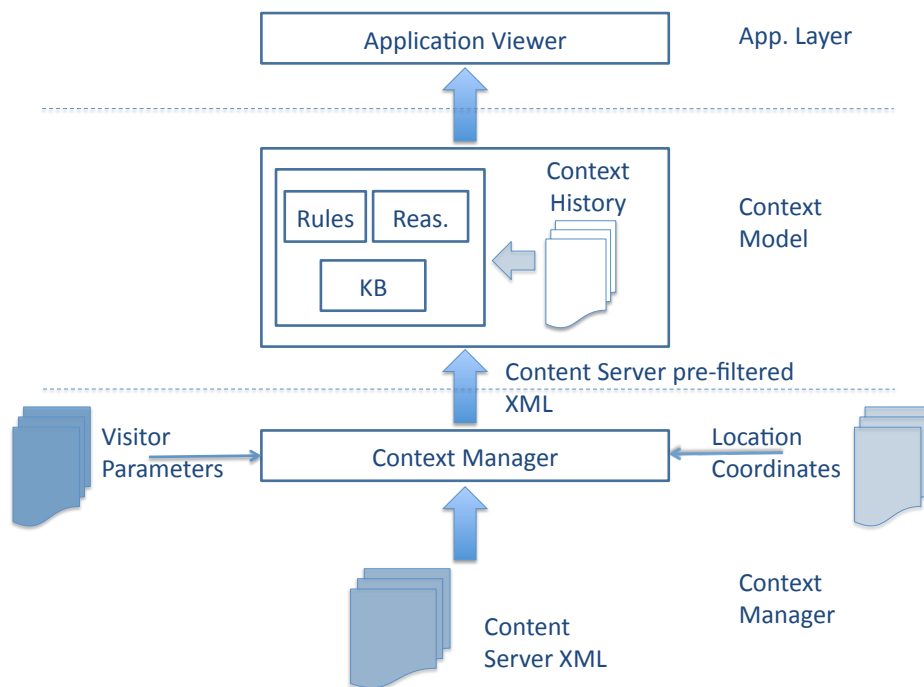 Application Viewer
App. Layer
Context
History
Rules
Reas.
KB
Context
Model
Content Server pre-filtered
XML
Visitor
Parameters
Context Manager
Location
Coordinates
Context
Manager
Content
Server XML